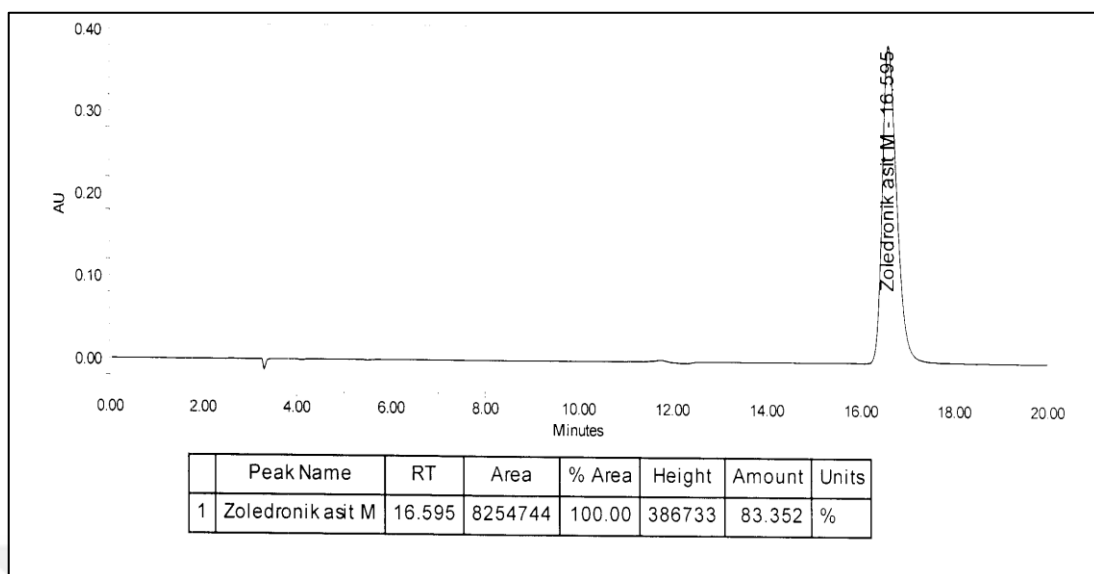 0.40
0.30
0.20
0.10
0.00
AU
Zoledronik asit M - 16.595
0.00 2.00 4.00 6.00 8.00 10.00 12.00 14.00 16.00 18.00 20.00
Minutes
Peak Name RT Area % Area Height Amount Units
1 Zoledronik asit M 16.595 8254744 100.00 386733 83.352 %